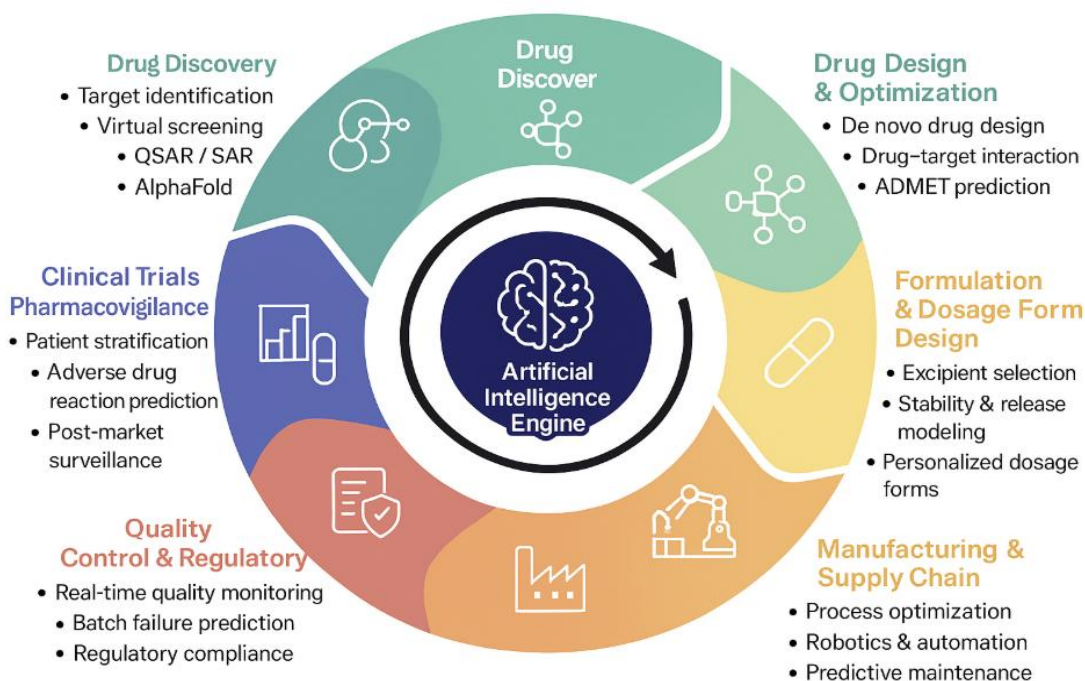 Drug Discovery
• Target identification
• Virtual screening
• QSAR / SAR
• AlphaFold
Drug
Discover
Drug Design
& Optimization
• De novo drug design
• Drug–target interaction
• ADMET prediction
Clinical Trials
Pharmacovigilance
• Patient stratification
• Adverse drug
reaction prediction
• Post-market
surveillance
Artificial
Intelligence
Engine
Formulation
& Dosage Form
Design
• Excipient selection
• Stability & release
modeling
• Personalized dosage
forms
Quality
Control & Regulatory
• Real-time quality monitoring
• Batch failure prediction
• Regulatory compliance
Manufacturing &
Supply Chain
• Process optimization
• Robotics & automation
• Predictive maintenance